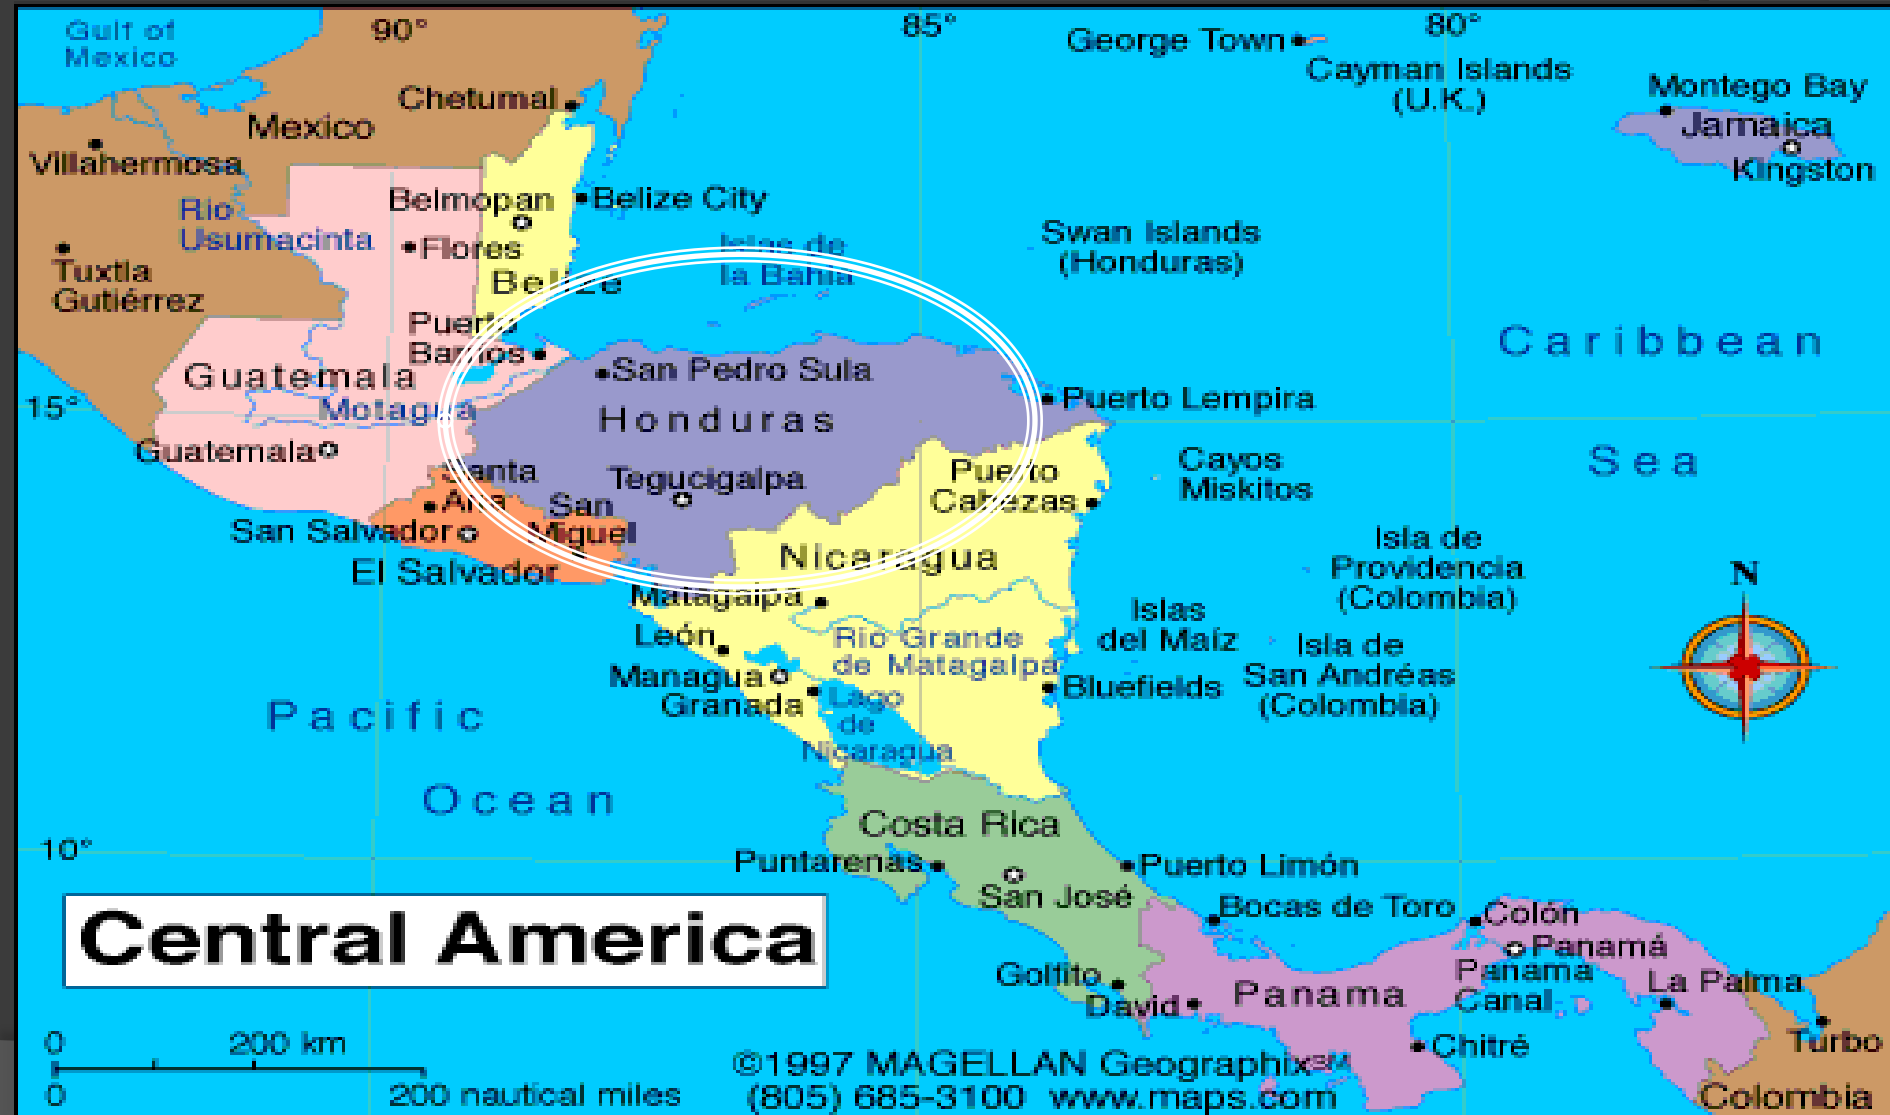 Gulf of
Mexico
90°
85°
80°
George Town
Cayman Islands
(U.K.)
Montego Bay
Jamaica
Kingston
Chetumal
Mexico
Villahermosa
Belmopan
Belize City
Rio
Usumacinta
Flores
Tuxtla
Gutiérrez
Belize
Islas de
la Bahia
Swan Islands
(Honduras)
Puerto
Barrios
San Pedro Sula
Guatemala
Caribbean
15°
Motagua
Honduras
Puerto Lempira
Guatemala
Sea
Santa
Ana
Tegucigalpa
Puerto
Cabezas
Cayos
Miskitos
San
Miguel
San Salvador
El Salvador
Nicaragua
Isla de
Providencia
(Colombia)
N
Matagalpa
León
Rio Grande
de Matagalpa
Islas
del Maíz
Isla de
San Andréas
(Colombia)
Managua
Granada
Bluefields
Lago
de
Nicaragua
Pacific
Ocean
Costa Rica
10°
Puntarenas
Puerto Limón
San José
Bocas de Toro
Colón
Panamá
Panama
Canal
La Palma
Central America
Golfito
David
Panama
Chitré
Turbo
Colombia
0
200 km
0
200 nautical miles
©1997 MAGELLAN Geographix℠
(805) 685-3100 www.maps.com